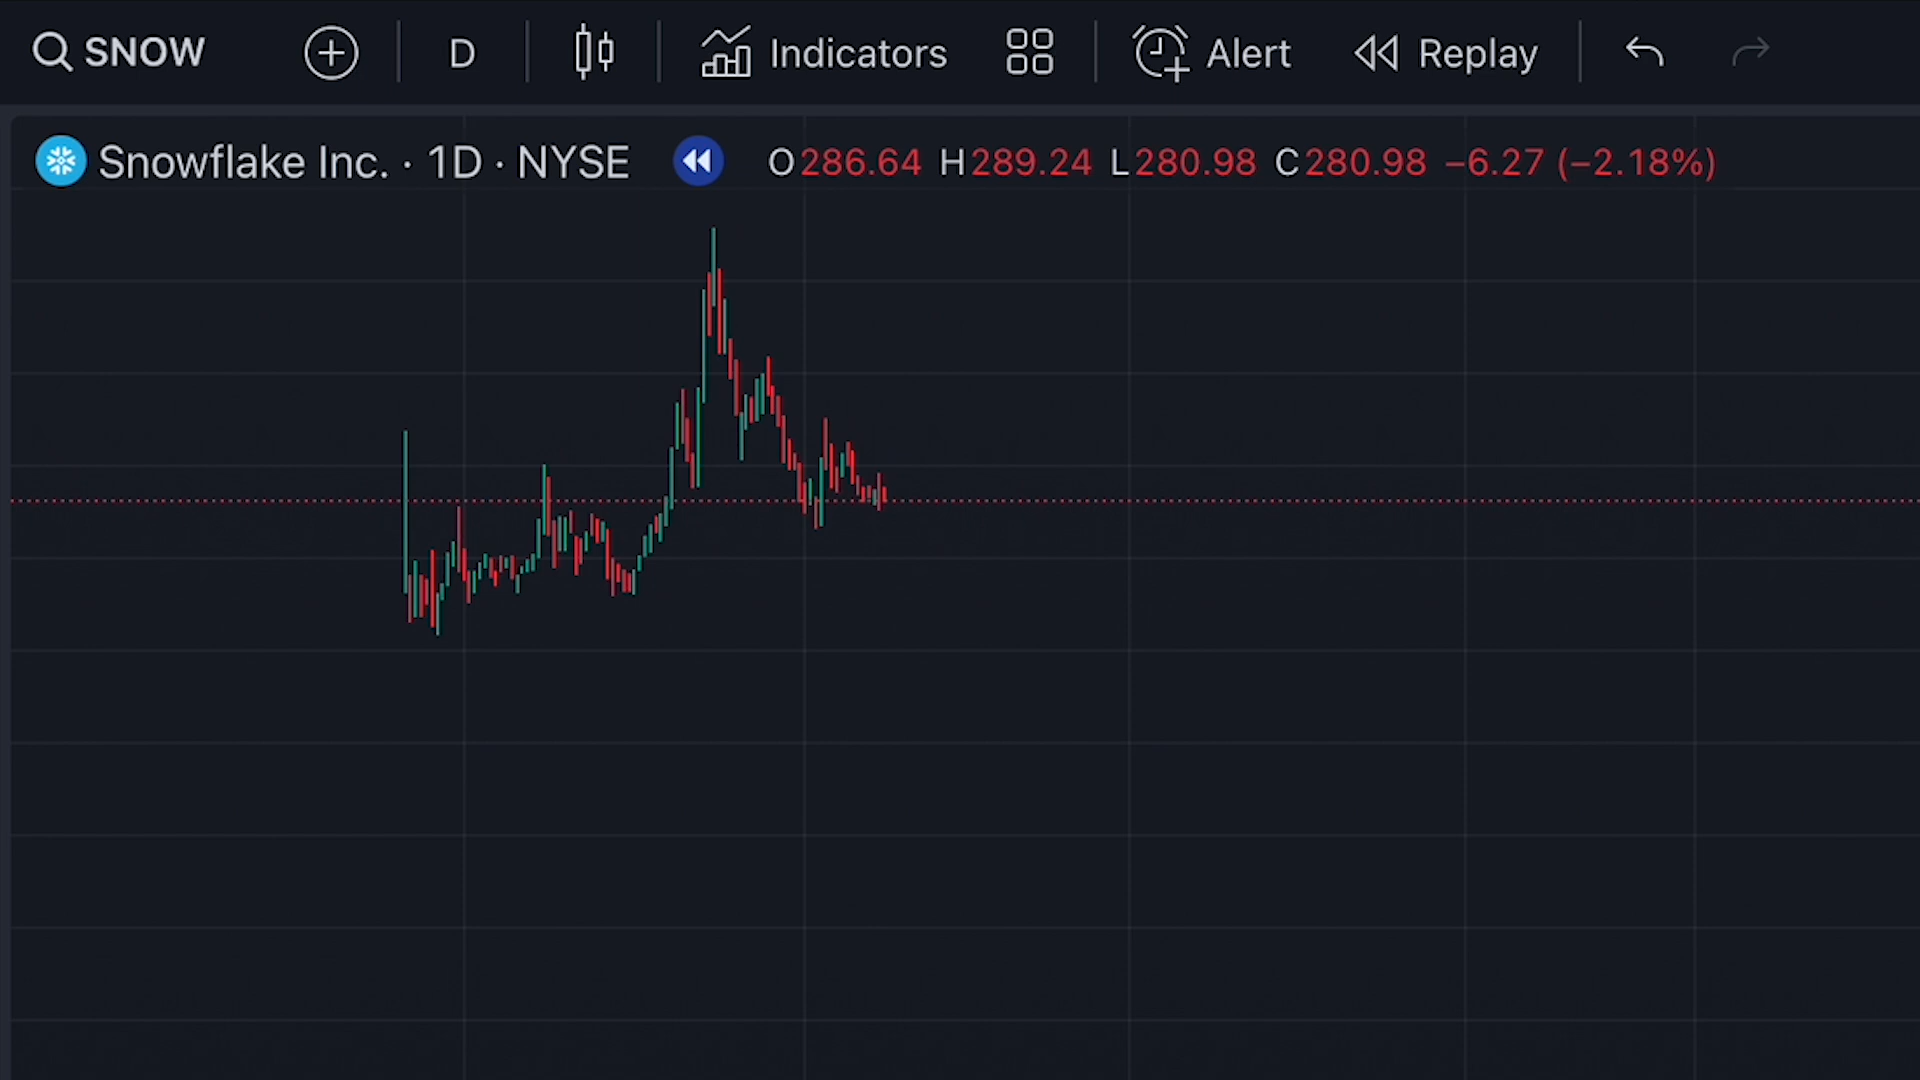 SNOW D Indicators Alert Replay
Snowflake Inc. · 1D · NYSE O286.64 H289.24 L280.98 C280.98 −6.27 (−2.18%)